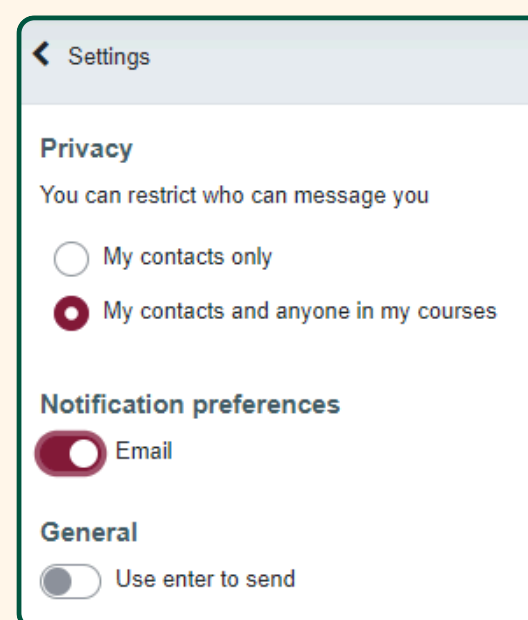 Settings
Privacy
You can restrict who can message you
My contacts only
My contacts and anyone in my courses
Notification preferences
Email
General
Use enter to send